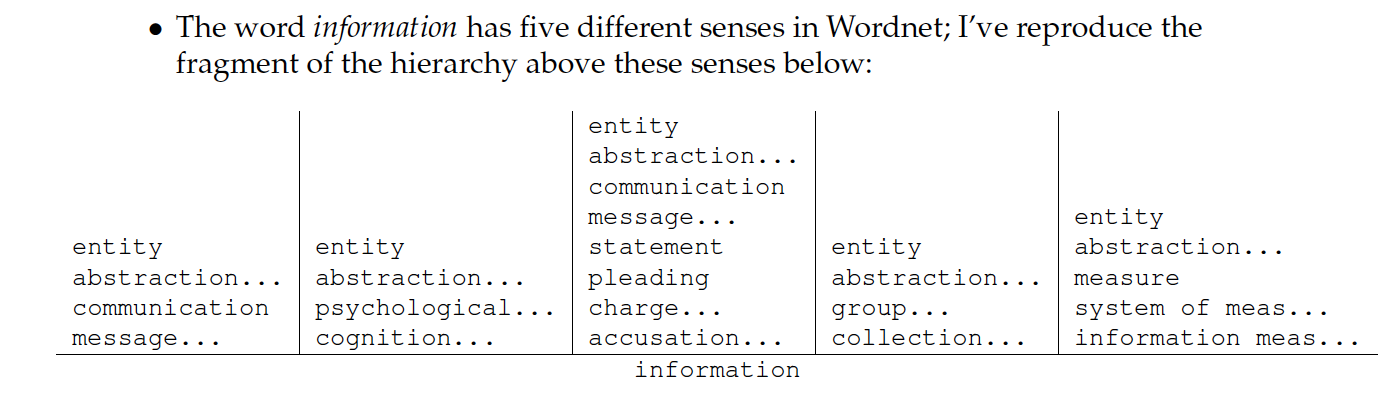 • The word information has five different senses in Wordnet; I've reproduce the
fragment of the hierarchy above these senses below:
entity
abstraction...
communication
message...
entity
abstraction...
psychological...
cognition...
entity
abstraction...
communication
message...
statement
pleading
charge...
accusation...
entity
abstraction...
group...
collection...
entity
abstraction...
measure
system of meas...
information meas...
information